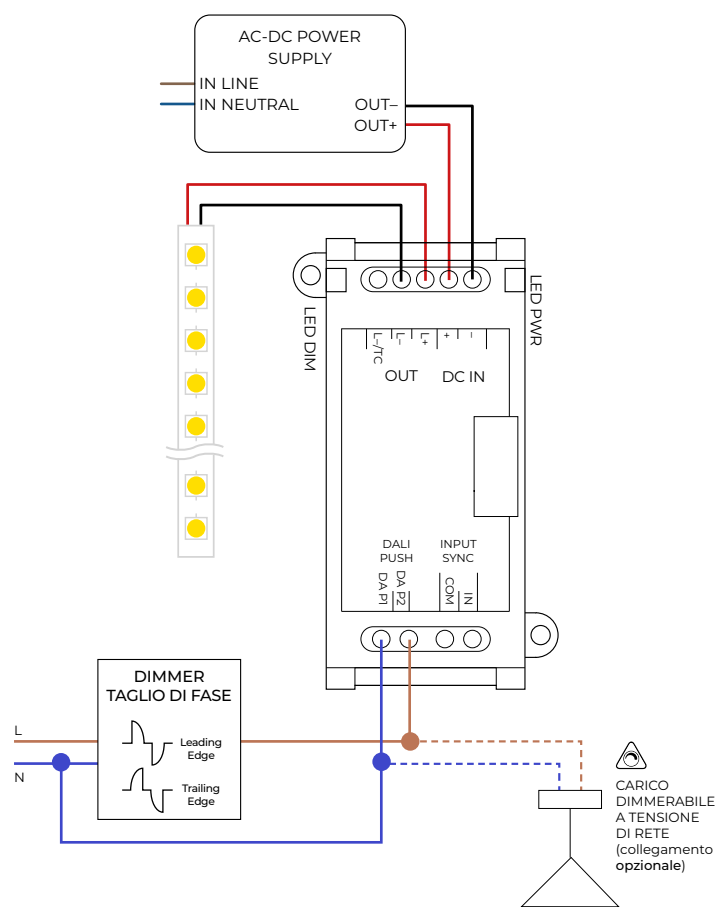 AC-DC POWER
SUPPLY
IN LINE
IN NEUTRAL
OUT–
OUT+
LED DIM
LED PWR
L–/TC
L–
L+
+
–
OUT
DC IN
DALI
PUSH
INPUT
SYNC
DA P1
DA P2
COM
IN
DIMMER
TAGLIO DI FASE
Leading
Edge
Trailing
Edge
L
N
CARICO
DIMMERABILE
A TENSIONE
DI RETE
(collegamento
opzionale)